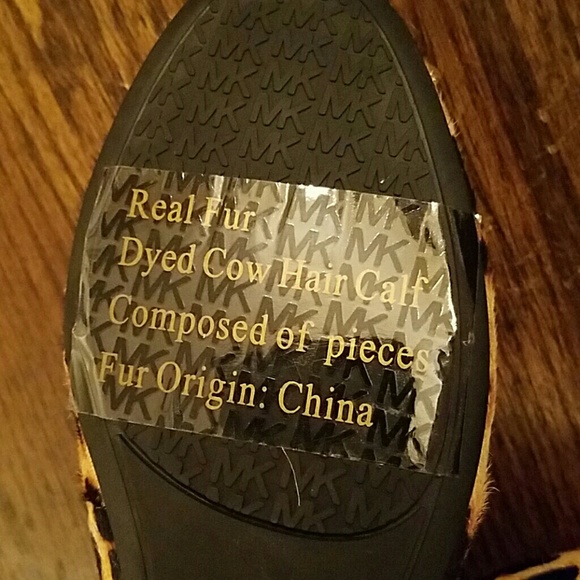 Real Fur
Dyed Cow Hair Calf
Composed of pieces
Fur Origin: China